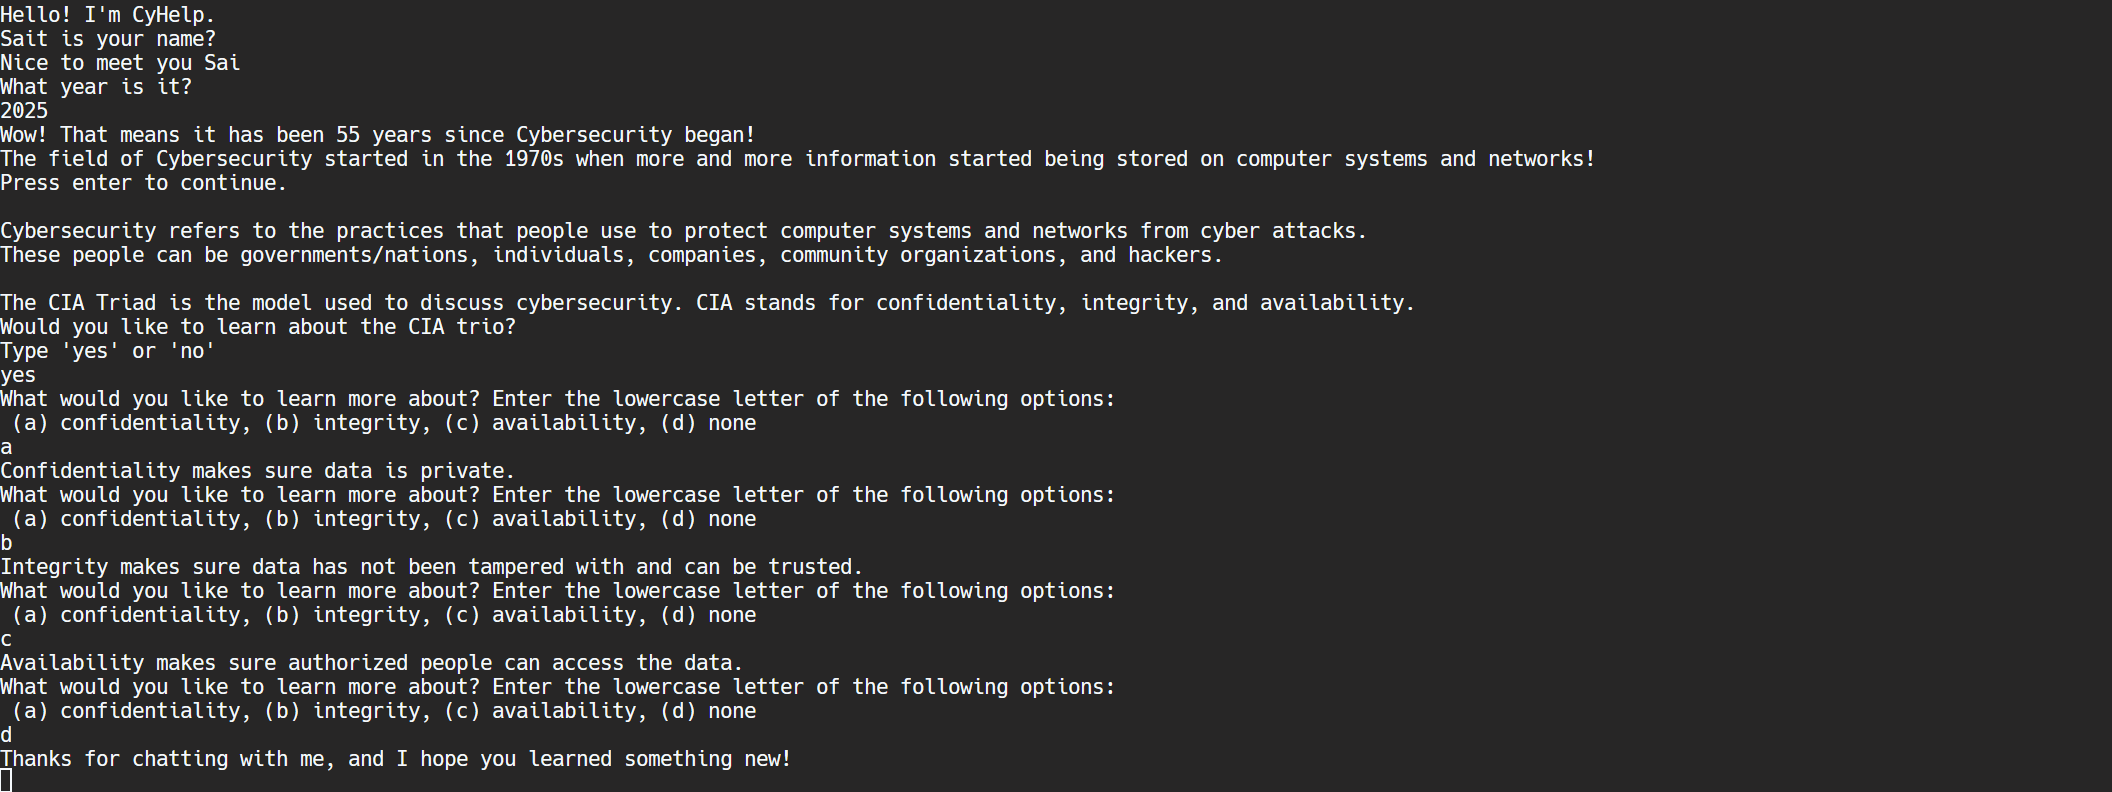 Hello! I'm CyHelp.
Sait is your name?
Nice to meet you Sai
What year is it?
2025
Wow! That means it has been 55 years since Cybersecurity began!
The field of Cybersecurity started in the 1970s when more and more information started being stored on computer systems and networks!
Press enter to continue.
Cybersecurity refers to the practices that people use to protect computer systems and networks from cyber attacks.
These people can be governments/nations, individuals, companies, community organizations, and hackers.
The CIA Triad is the model used to discuss cybersecurity. CIA stands for confidentiality, integrity, and availability.
Would you like to learn about the CIA trio?
Type 'yes' or 'no'
yes
What would you like to learn more about? Enter the lowercase letter of the following options:
(a) confidentiality, (b) integrity, (c) availability, (d) none
a
Confidentiality makes sure data is private.
What would you like to learn more about? Enter the lowercase letter of the following options:
(a) confidentiality, (b) integrity, (c) availability, (d) none
b
Integrity makes sure data has not been tampered with and can be trusted.
What would you like to learn more about? Enter the lowercase letter of the following options:
(a) confidentiality, (b) integrity, (c) availability, (d) none
c
Availability makes sure authorized people can access the data.
What would you like to learn more about? Enter the lowercase letter of the following options:
(a) confidentiality, (b) integrity, (c) availability, (d) none
d
Thanks for chatting with me, and I hope you learned something new!